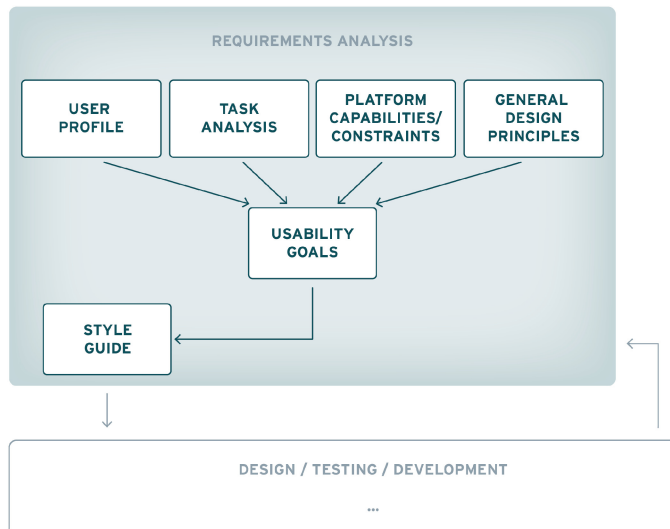 REQUIREMENTS ANALYSIS
USER
PROFILE
TASK
ANALYSIS
PLATFORM
CAPABILITIES/
CONSTRAINTS
GENERAL
DESIGN
PRINCIPLES
USABILITY
GOALS
STYLE
GUIDE
DESIGN / TESTING / DEVELOPMENT
...